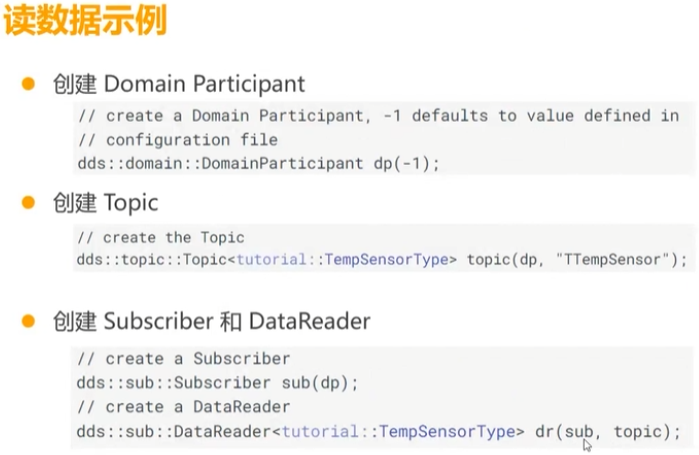 读数据示例
创建 Domain Participant
// create a Domain Participant, -1 defaults to value defined in
// configuration file
dds::domain::DomainParticipant dp(-1);
创建 Topic
// create the Topic
dds::topic::Topic<tutorial::TempSensorType> topic(dp, "TTempSensor");
创建 Subscriber 和 DataReader
// create a Subscriber
dds::sub::Subscriber sub(dp);
// create a DataReader
dds::sub::DataReader<tutorial::TempSensorType> dr(sub, topic);